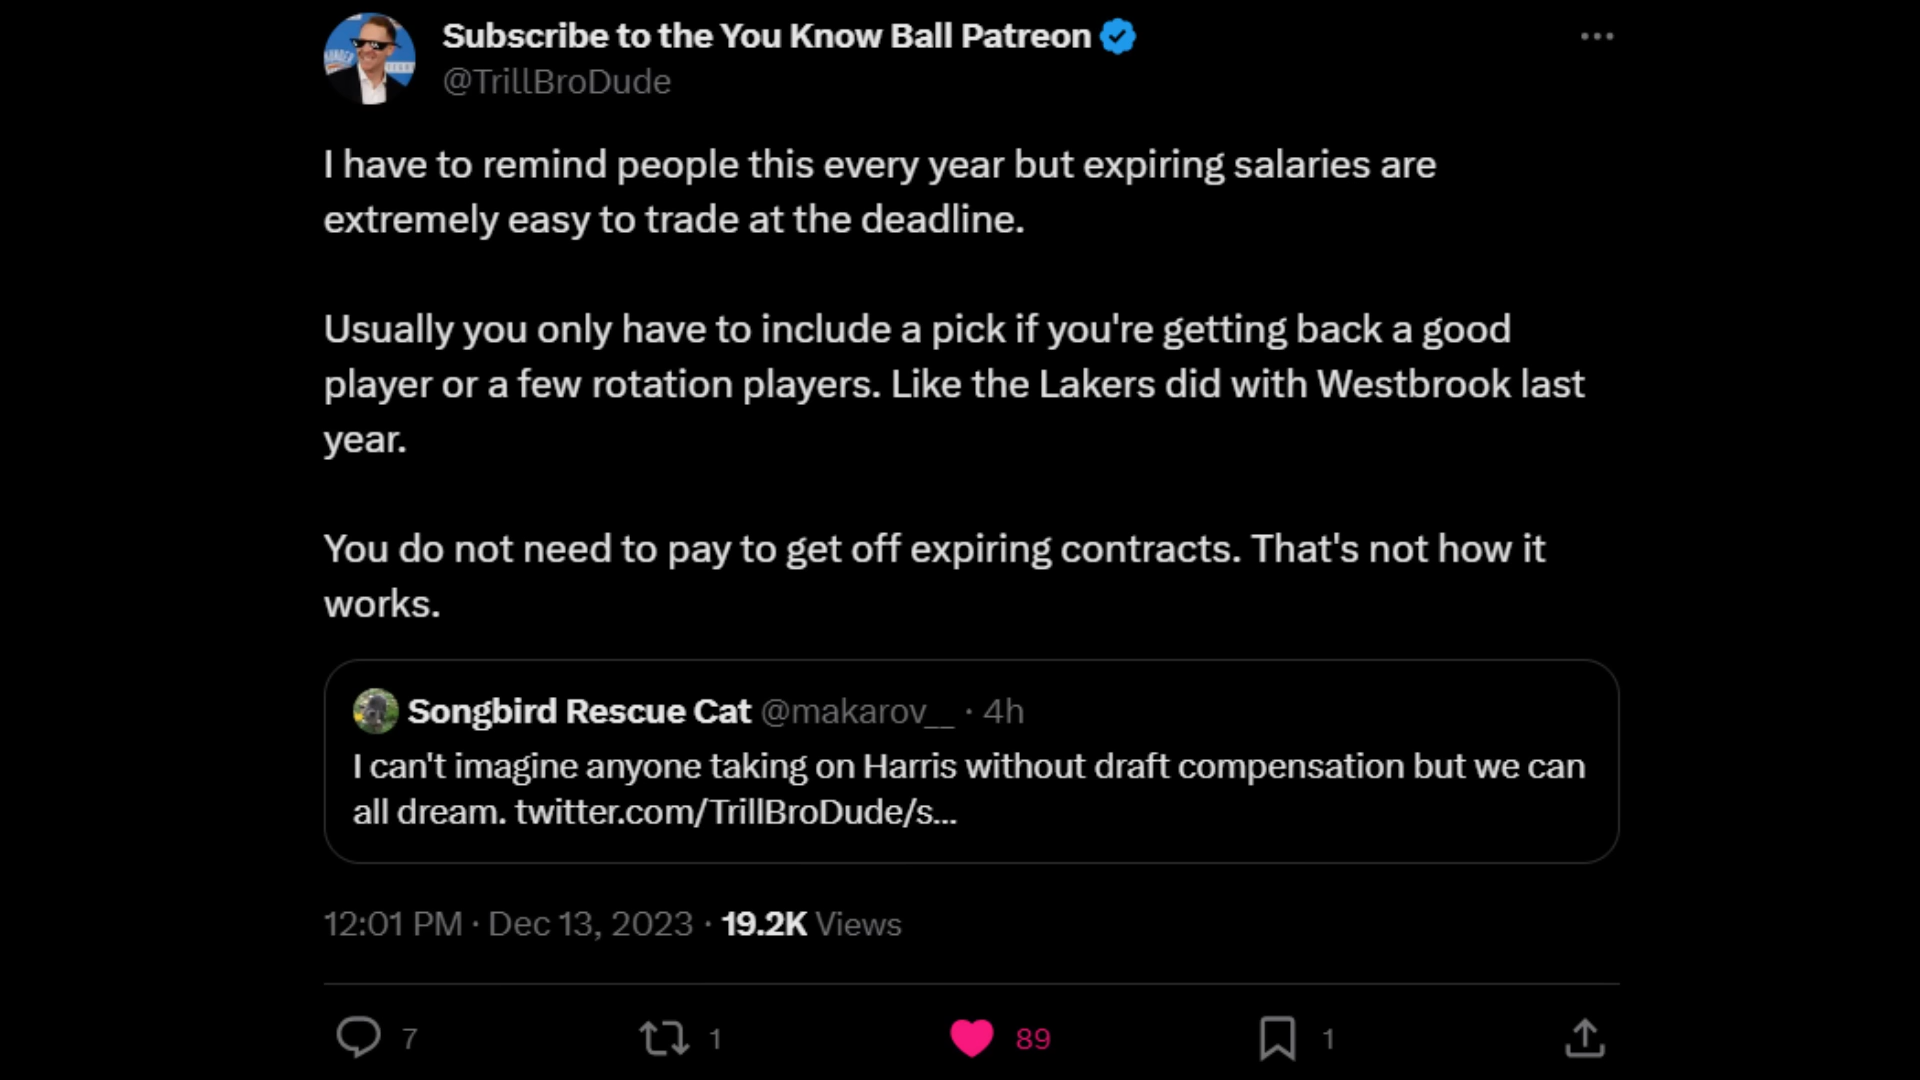 Subscribe to the You Know Ball Patreon
@TrillBroDude
I have to remind people this every year but expiring salaries are
extremely easy to trade at the deadline.
Usually you only have to include a pick if you're getting back a good
player or a few rotation players. Like the Lakers did with Westbrook last
year.
You do not need to pay to get off expiring contracts. That's not how it
works.
Songbird Rescue Cat @makarov__ · 4h
I can't imagine anyone taking on Harris without draft compensation but we can
all dream. twitter.com/TrillBroDude/s...
12:01 PM · Dec 13, 2023 · 19.2K Views
7 1 89 1